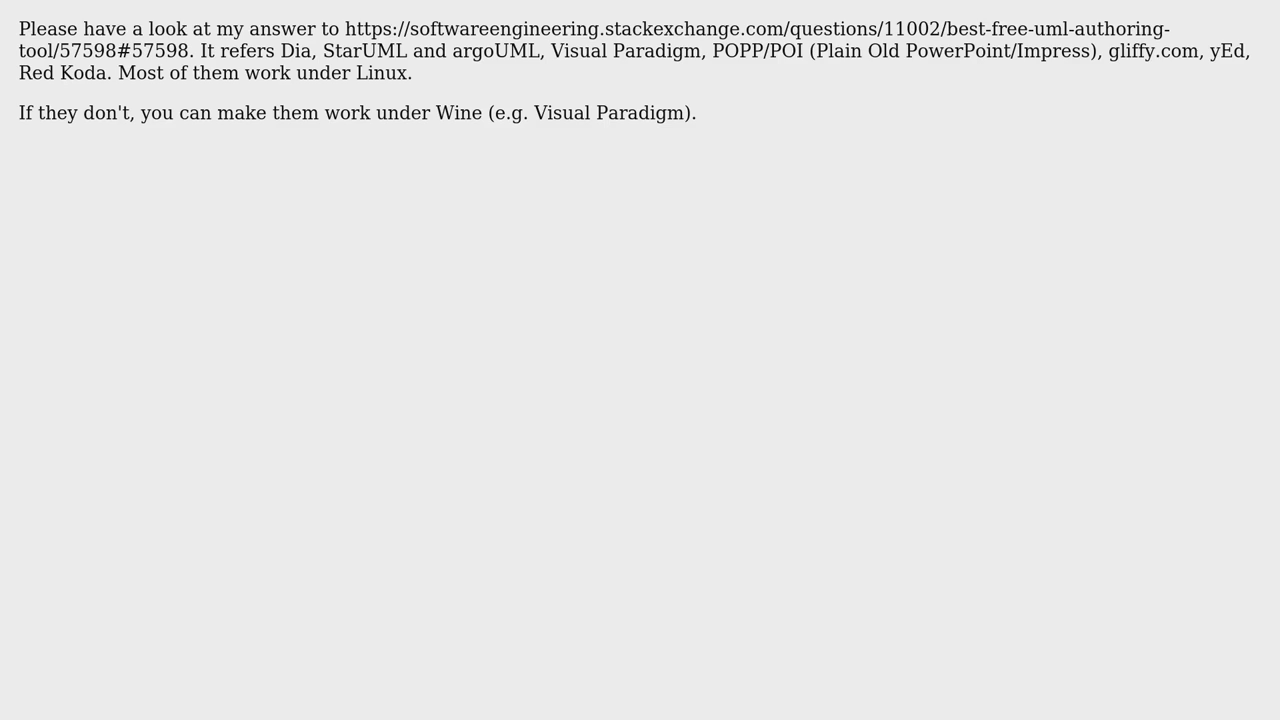 Please have a look at my answer to https://softwareengineering.stackexchange.com/questions/11002/best-free-uml-authoring-
tool/57598#57598. It refers Dia, StarUML and argoUML, Visual Paradigm, POPP/POI (Plain Old PowerPoint/Impress), gliffy.com, yEd,
Red Koda. Most of them work under Linux.
If they don't, you can make them work under Wine (e.g. Visual Paradigm).